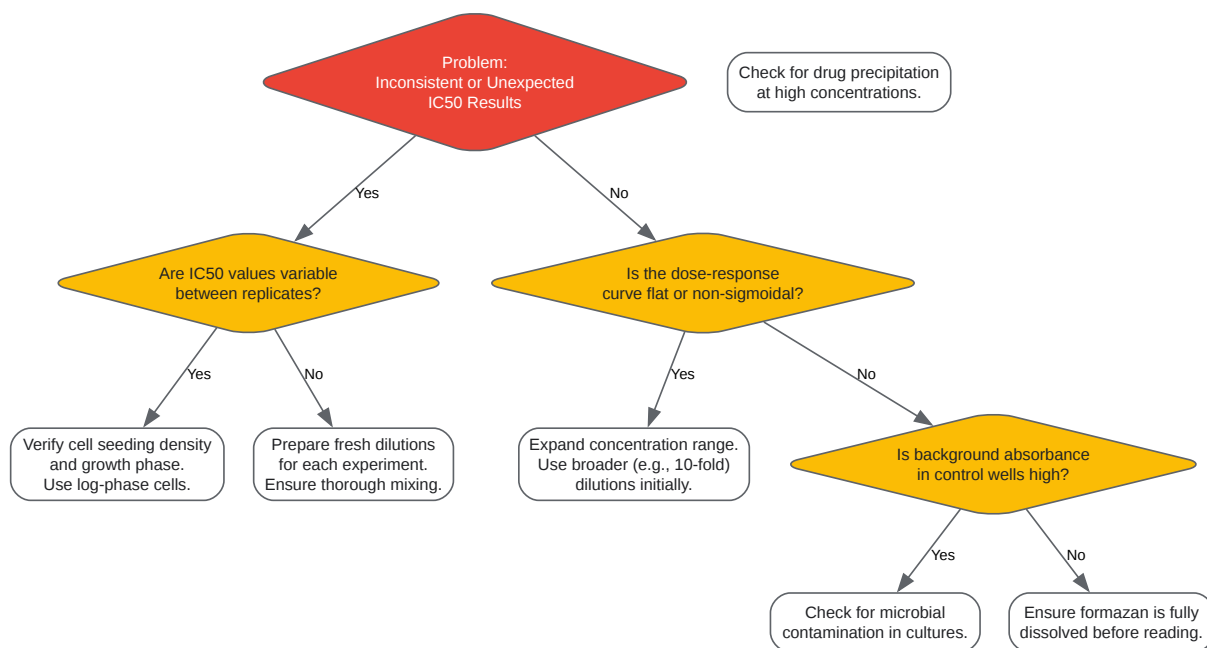 Problem:
Inconsistent or Unexpected
IC50 Results
Check for drug precipitation
at high concentrations.
Yes
No
Are IC50 values variable
between replicates?
Is the dose-response
curve flat or non-sigmoidal?
Yes
No
Yes
No
Verify cell seeding density
and growth phase.
Use log-phase cells.
Prepare fresh dilutions
for each experiment.
Ensure thorough mixing.
Expand concentration range.
Use broader (e.g., 10-fold)
dilutions initially.
Is background absorbance
in control wells high?
Yes
No
Check for microbial
contamination in cultures.
Ensure formazan is fully
dissolved before reading.